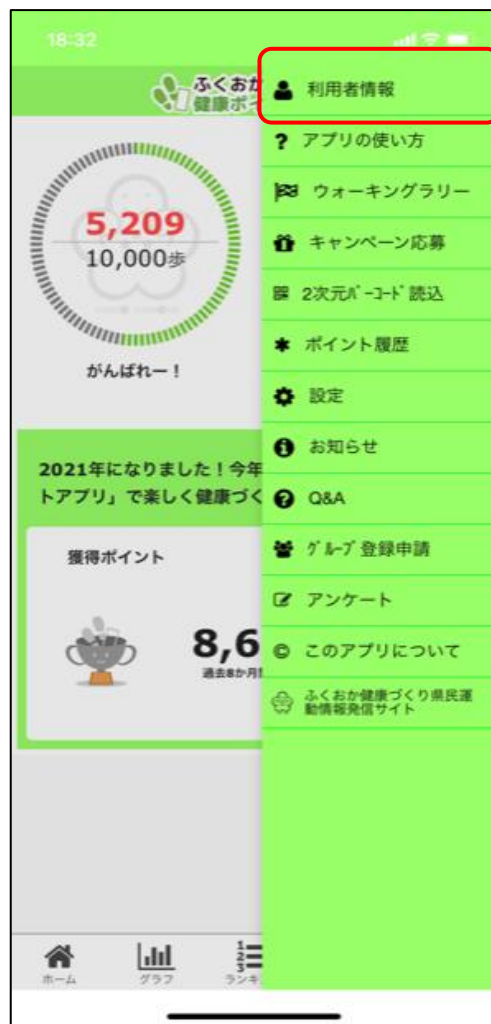 18:32
ふくおか
健康ポイ
5,209
10,000歩
がんばれー！
2021年になりました！今年
トアプリ」で楽しく健康づく
獲得ポイント
8,6
過去8か月
ホーム
グラフ
ランキ
利用者情報
アプリの使い方
ウォーキングラリー
キャンペーン応募
2次元ﾊﾞｰｺｰﾄﾞ読込
ポイント履歴
設定
お知らせ
Q&A
ｸﾞﾙｰﾌﾟ登録申請
アンケート
このアプリについて
ふくおか健康づくり県民運
動情報発信サイト